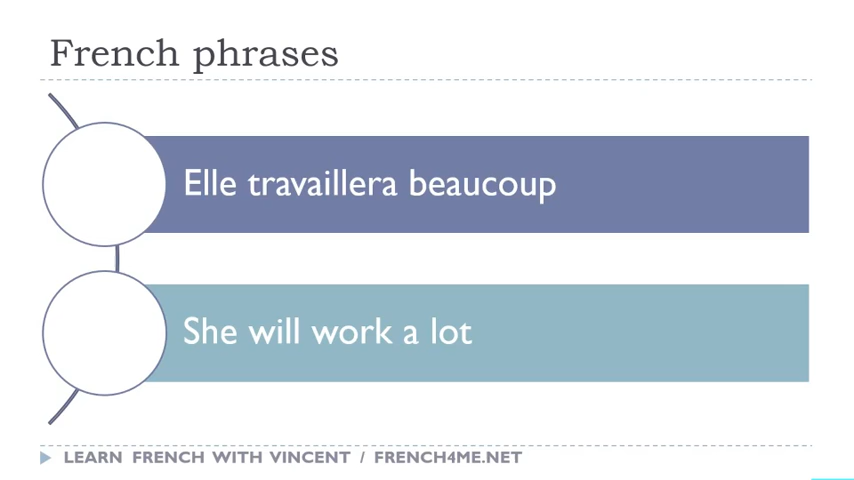 French phrases
Elle travaillera beaucoup
She will work a lot
LEARN FRENCH WITH VINCENT / FRENCH4ME.NET